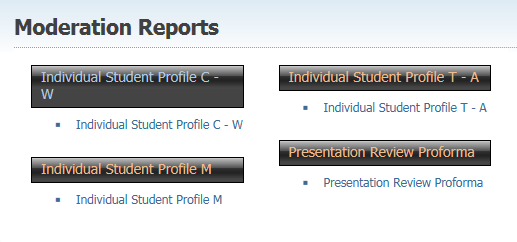 Moderation Reports
Individual Student Profile C -
W
Individual Student Profile C - W
Individual Student Profile M
Individual Student Profile M
Individual Student Profile T - A
Individual Student Profile T - A
Presentation Review Proforma
Presentation Review Proforma